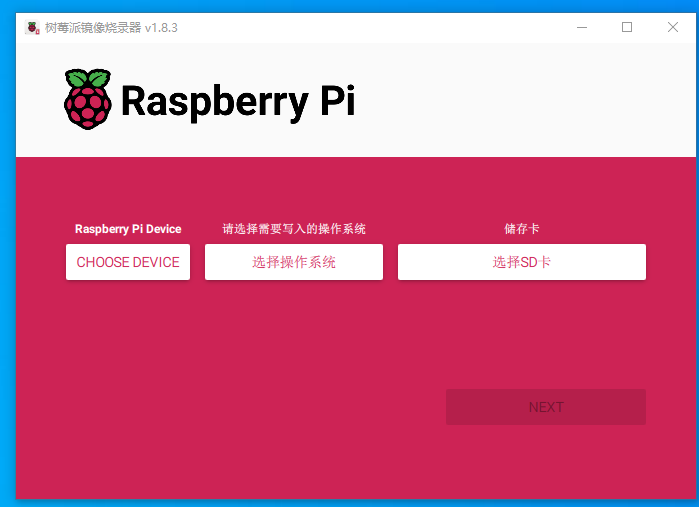 树莓派镜像烧录器 v1.8.3
Raspberry Pi
Raspberry Pi Device
请选择需要写入的操作系统
储存卡
CHOOSE DEVICE
选择操作系统
选择SD卡
NEXT